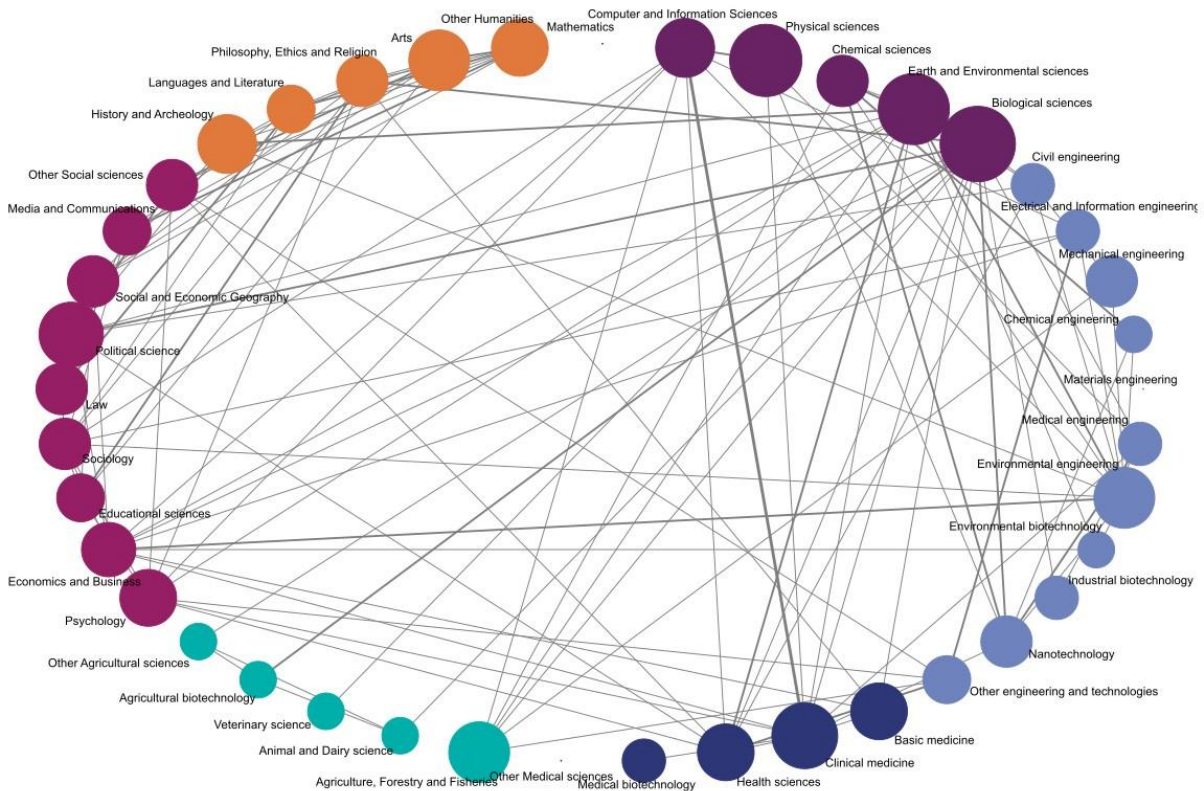 Computer and Information Sciences
Physical sciences
Chemical sciences
Earth and Environmental sciences
Biological sciences
Civil engineering
Electrical and Information engineering
Mechanical engineering
Chemical engineering
Materials engineering
Medical engineering
Environmental engineering
Environmental biotechnology
Industrial biotechnology
Nanotechnology
Other engineering and technologies
Basic medicine
Clinical medicine
Health sciences
Medical biotechnology
Other Medical sciences
Agriculture, Forestry and Fisheries
Animal and Dairy science
Veterinary science
Agricultural biotechnology
Other Agricultural sciences
Psychology
Economics and Business
Educational sciences
Sociology
Law
Political science
Social and Economic Geography
Media and Communications
Other Social sciences
History and Archeology
Languages and Literature
Philosophy, Ethics and Religion
Arts
Other Humanities
Mathematics